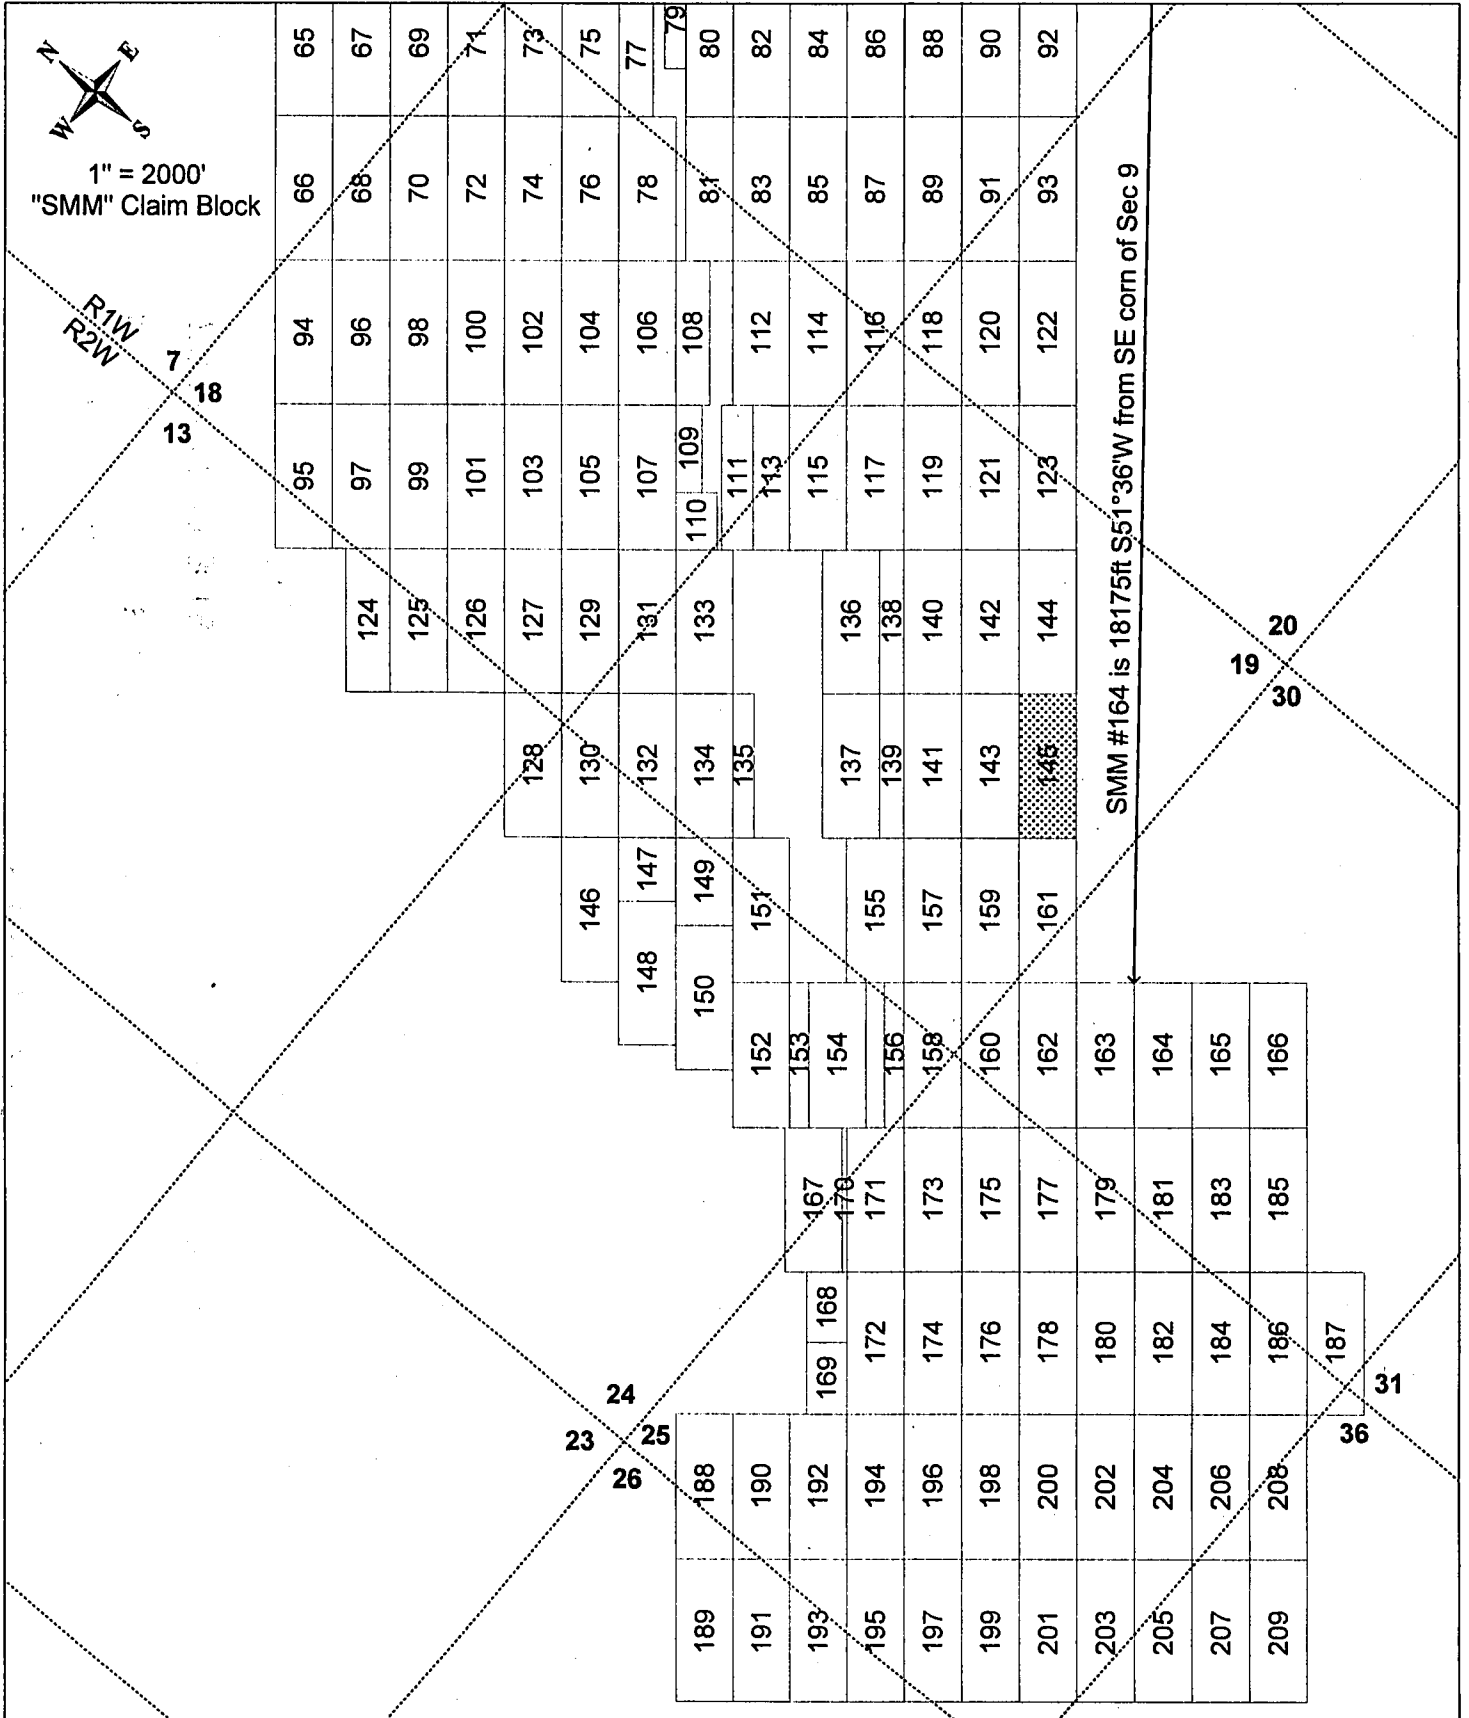 N E
W S
1" = 2000'
"SMM" Claim Block
R1W
R2W
7
18
13
65 67 69 71 73 75 77 79 80 82 84 86 88 90 92
66 68 70 72 74 76 78 81 83 85 87 89 91 93
94 96 98 100 102 104 106 108 112 114 116 118 120 122
95 97 99 101 103 105 107 109 110 111 113 115 117 119 121 123
124 125 126 127 129 131 133 136 138 140 142 144
128 130 132 134 135 137 139 141 143 145
SMM #164 is 18175ft S51°36'W from SE corn of Sec 9
20
19
30
146 147 148 149 150 151 155 157 159 161
152 153 154 156 158 160 162 163 164 165 166
167 170 171 173 175 177 179 181 183 185
168 169 172 174 176 178 180 182 184 186 187
24
23 25
26
31
36
188 190 192 194 196 198 200 202 204 206 208
189 191 193 195 197 199 201 203 205 207 209